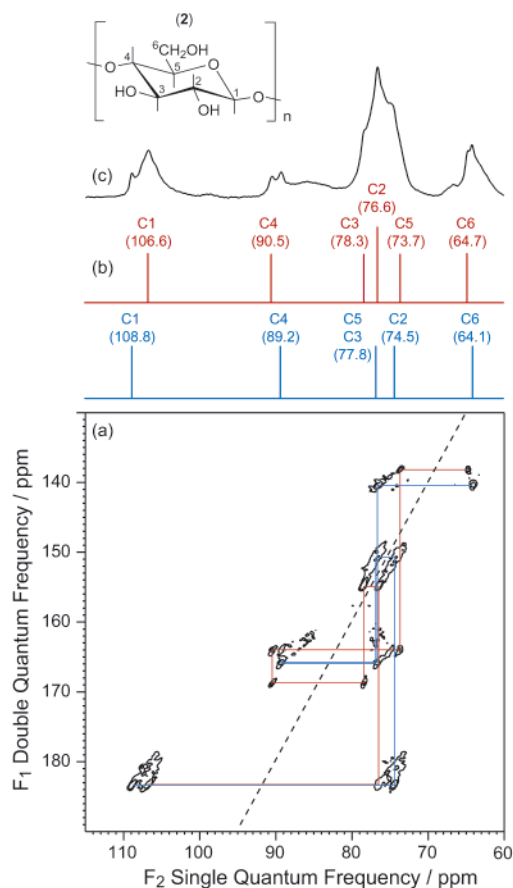 (2)
6CH2OH
4
5
O
O
HO
3
2
1
O
OH
n
(c)
C2
(76.6)
C1
C4
C3
C5
C6
(106.6)
(90.5)
(78.3)
(73.7)
(64.7)
(b)
C1
C4
C5
C2
C6
(108.8)
(89.2)
C3
(74.5)
(64.1)
(77.8)
(a)
140
150
160
170
180
F1 Double Quantum Frequency / ppm
110 100 90 80 70 60
F2 Single Quantum Frequency / ppm